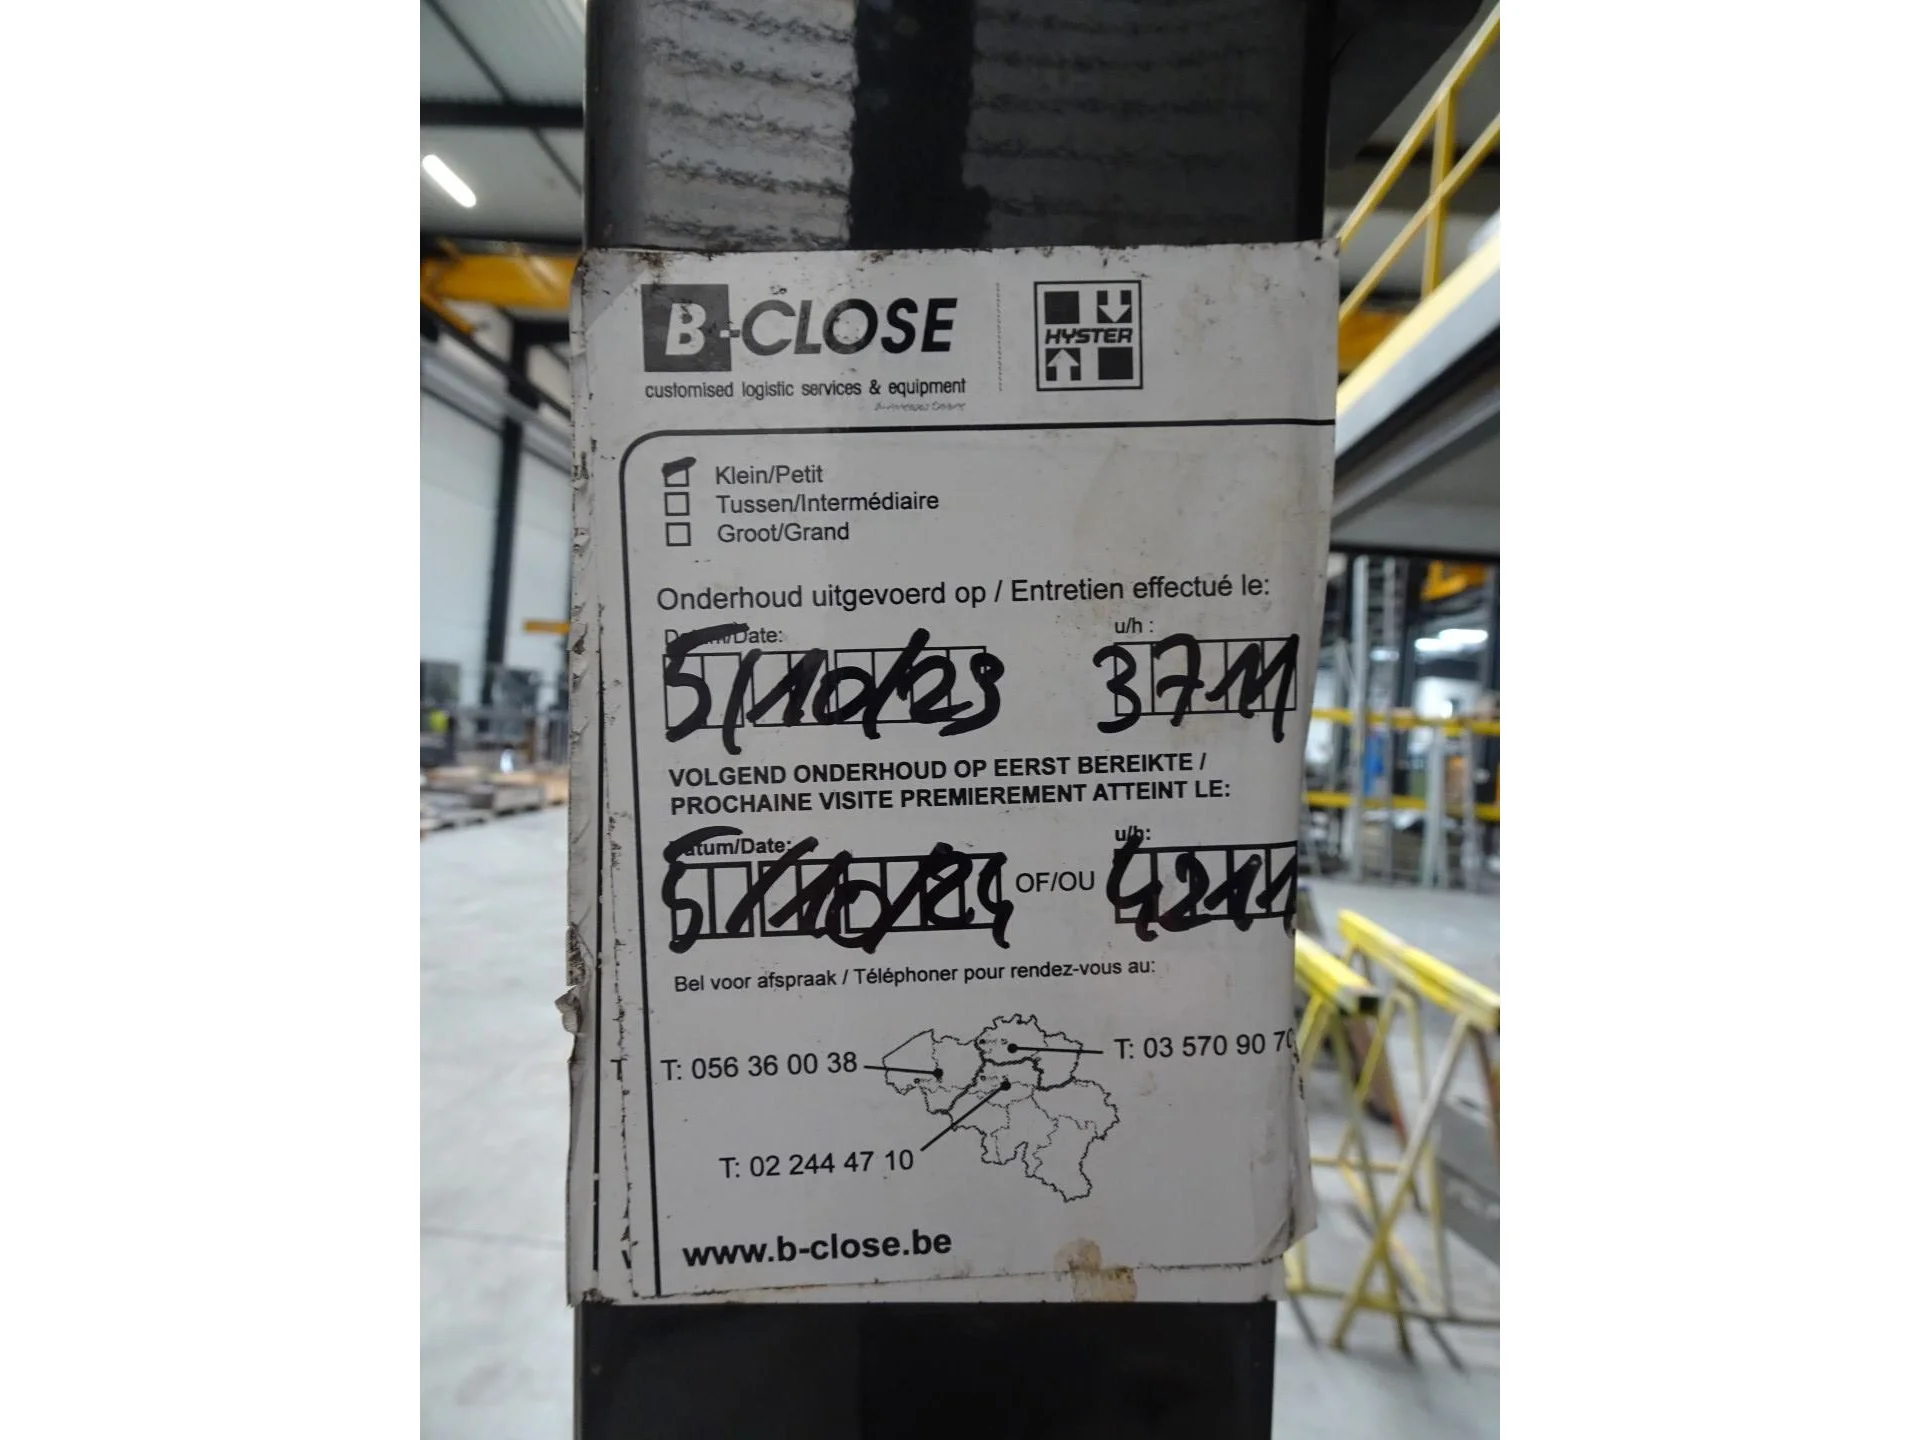 B-CLOSE
HYSTER
customised logistic services & equipment
Klein/Petit
Tussen/Intermédiaire
Groot/Grand
Onderhoud uitgevoerd op / Entretien effectué le:
Datum/Date: u/h :
5/10/23 3711
VOLGEND ONDERHOUD OP EERST BEREIKTE /
PROCHAINE VISITE PREMIEREMENT ATTEINT LE:
Datum/Date: u/h:
5/10/24 OF/OU 4211
Bel voor afspraak / Téléphoner pour rendez-vous au:
T: 056 36 00 38
T: 03 570 90 70
T: 02 244 47 10
www.b-close.be